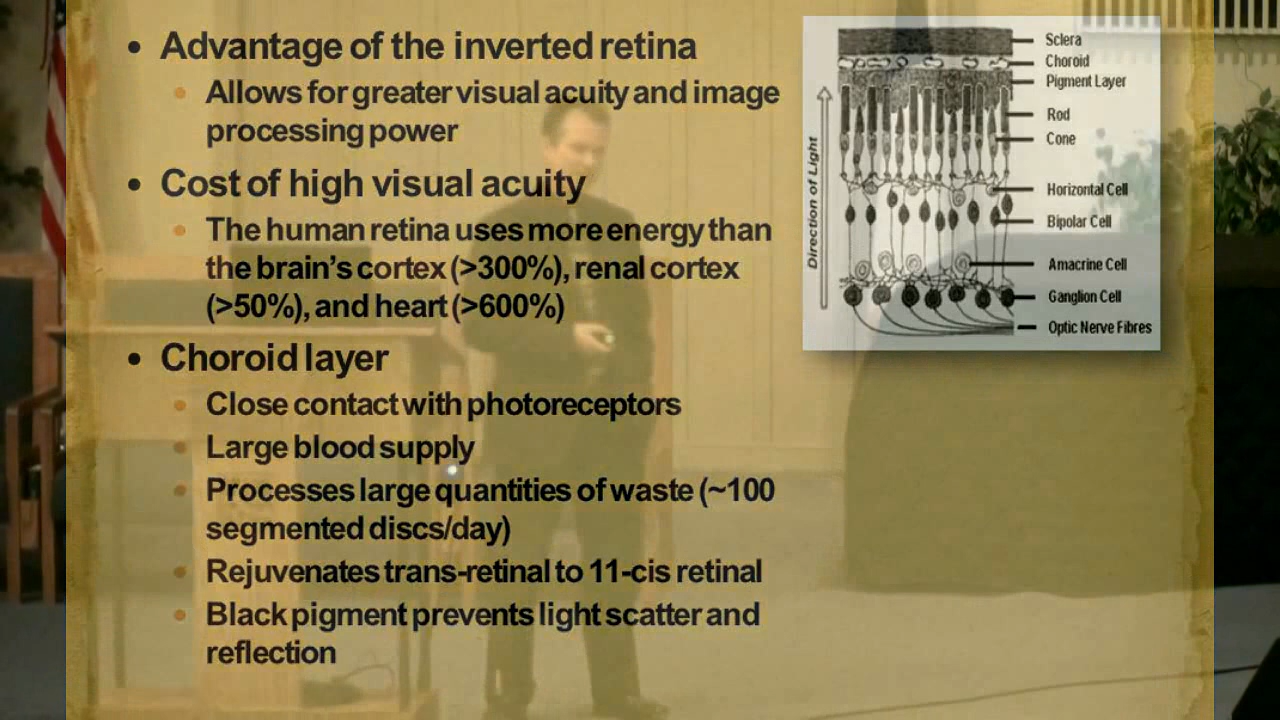 • Advantage of the inverted retina
• Allows for greater visual acuity and image
processing power
• Cost of high visual acuity
• The human retina uses more energy than
the brain's cortex (>300%), renal cortex
(>50%), and heart (>600%)
• Choroid layer
• Close contact with photoreceptors
• Large blood supply
• Processes large quantities of waste (~100
segmented discs/day)
• Rejuvenates trans-retinal to 11-cis retinal
• Black pigment prevents light scatter and
reflection
Direction of Light
Sclera
Choroid
Pigment Layer
Rod
Cone
Horizontal Cell
Bipolar Cell
Amacrine Cell
Ganglion Cell
Optic Nerve Fibres